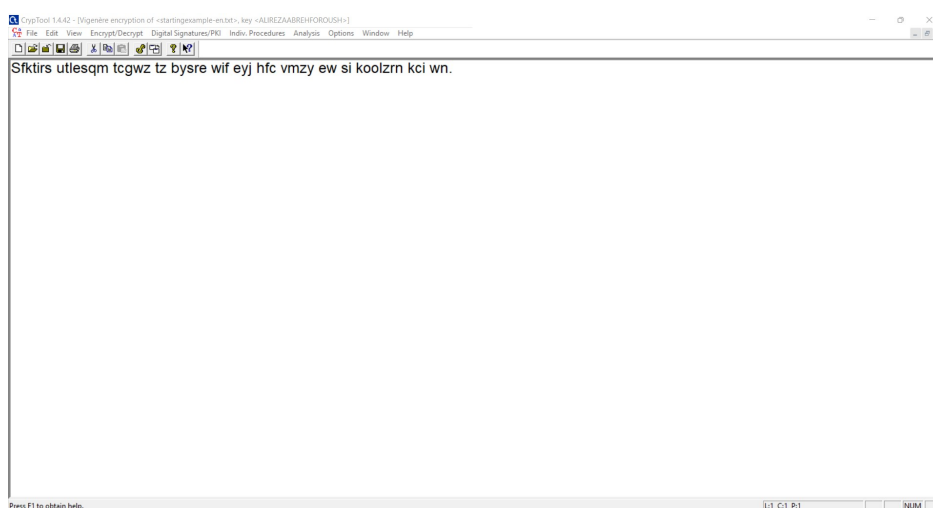 CrypTool 1.4.42 - [Vigenère encryption of <startingexample-en.txt>, key <ALIREZAABREHFOROUSH>]
File Edit View Encrypt/Decrypt Digital Signatures/PKI Indiv. Procedures Analysis Options Window Help
Sfktirs utlesqm tcgwz tz bysre wif eyj hfc vmzy ew si koolzrn kci wn.
Press F1 to obtain help. L:1 C:1 P:1 NUM